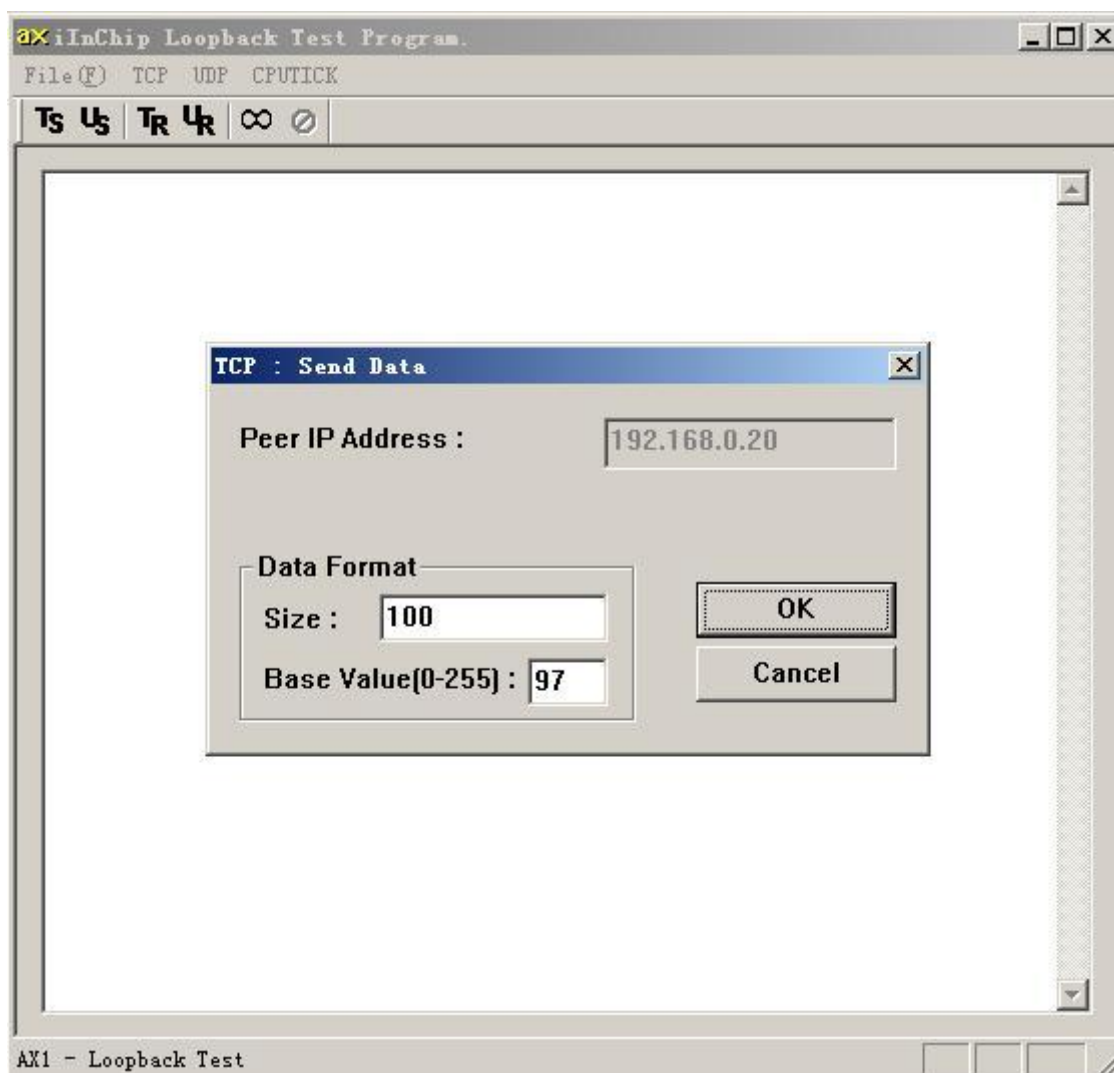 ax iInChip Loopback Test Program.
File(F) TCP UDP CPUTICK
TS US TR UR ∞
TCP : Send Data
Peer IP Address : 192.168.0.20
Data Format
Size : 100
OK
Base Value(0-255) : 97
Cancel
AX1 - Loopback Test